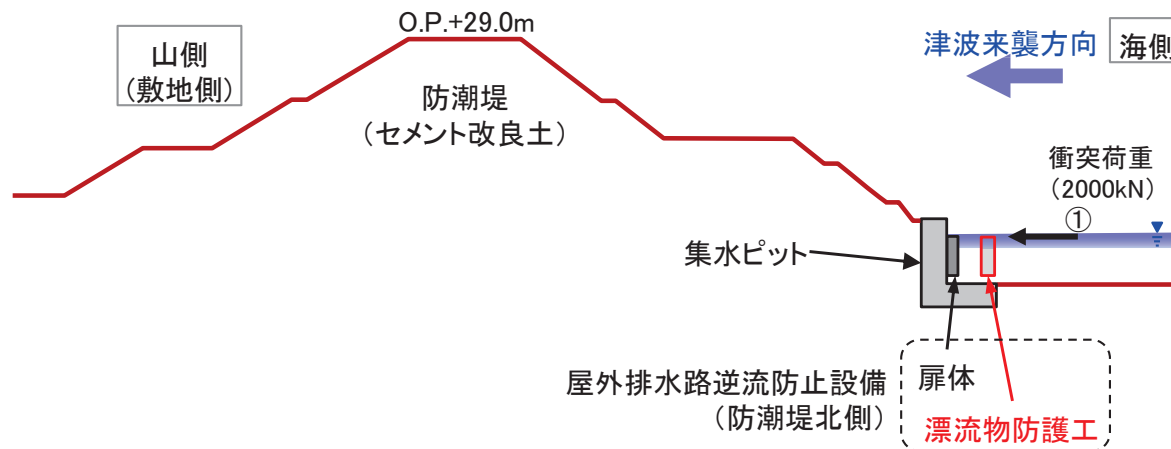 O.P.+29.0m
山側
(敷地側)
防潮堤
(セメント改良土)
津波来襲方向
海側
衝突荷重
(2000kN)
①
集水ピット
屋外排水路逆流防止設備
(防潮堤北側)
扉体
漂流物防護工